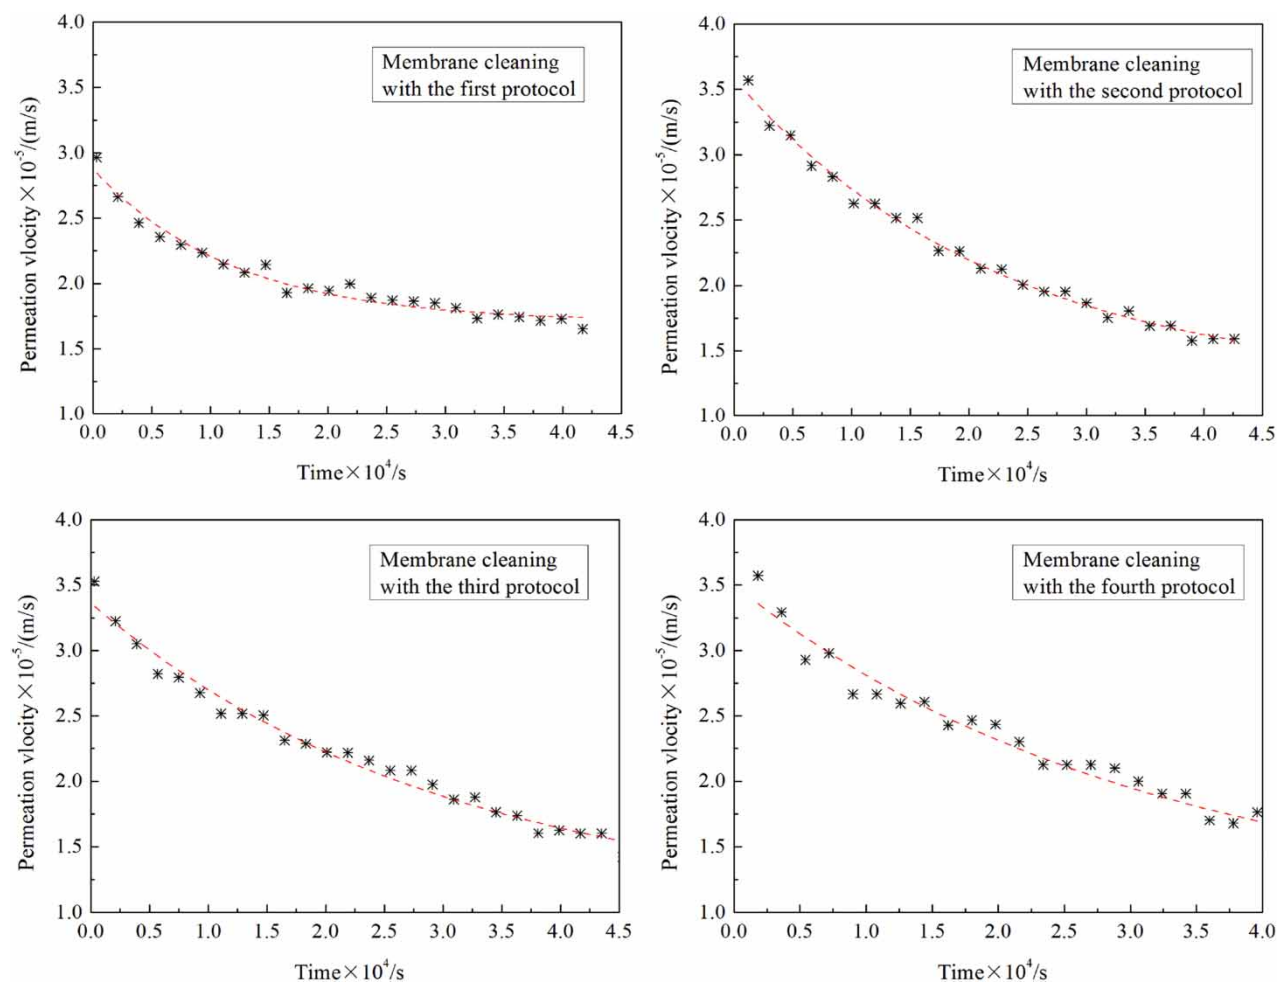 4.0
3.5
3.0
2.5
2.0
1.5
1.0
Permeation vlocity×10⁻⁵/(m/s)
Membrane cleaning
with the first protocol
0.0 0.5 1.0 1.5 2.0 2.5 3.0 3.5 4.0 4.5
Time×10⁴/s
4.0
3.5
3.0
2.5
2.0
1.5
1.0
Permeation vlocity×10⁻⁵/(m/s)
Membrane cleaning
with the second protocol
0.0 0.5 1.0 1.5 2.0 2.5 3.0 3.5 4.0 4.5
Time×10⁴/s
4.0
3.5
3.0
2.5
2.0
1.5
1.0
Permeation vlocity×10⁻⁵/(m/s)
Membrane cleaning
with the third protocol
0.0 0.5 1.0 1.5 2.0 2.5 3.0 3.5 4.0 4.5
Time×10⁴/s
4.0
3.5
3.0
2.5
2.0
1.5
1.0
Permeation vlocity×10⁻⁵/(m/s)
Membrane cleaning
with the fourth protocol
0.0 0.5 1.0 1.5 2.0 2.5 3.0 3.5 4.0
Time×10⁴/s